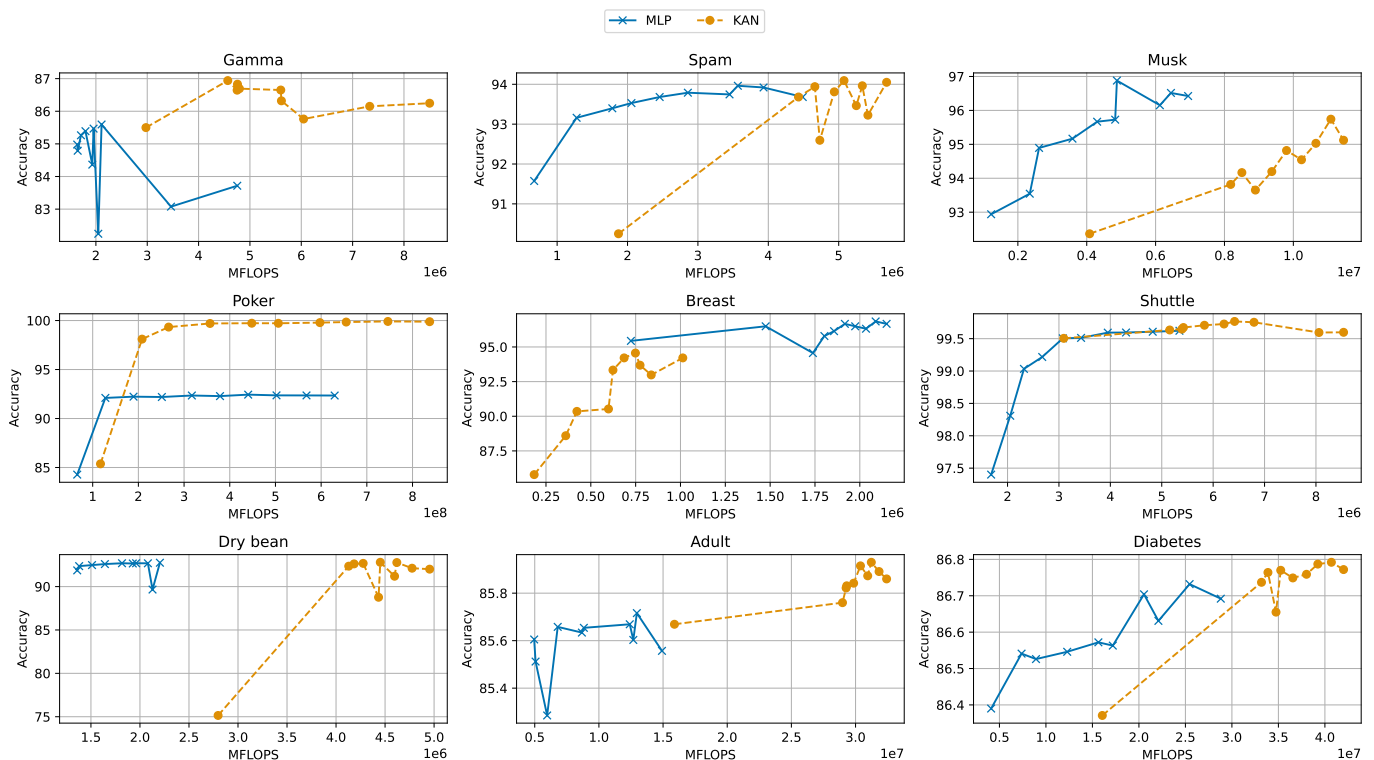 MLP KAN
Gamma
Accuracy
87
86
85
84
83
2 3 4 5 6 7 8
MFLOPS
1e6
Spam
Accuracy
94
93
92
91
1 2 3 4 5
MFLOPS
1e6
Musk
Accuracy
97
96
95
94
93
0.2 0.4 0.6 0.8 1.0
MFLOPS
1e7
Poker
Accuracy
100
95
90
85
1 2 3 4 5 6 7 8
MFLOPS
1e8
Breast
Accuracy
95.0
92.5
90.0
87.5
0.25 0.50 0.75 1.00 1.25 1.50 1.75 2.00
MFLOPS
1e6
Shuttle
Accuracy
99.5
99.0
98.5
98.0
97.5
2 3 4 5 6 7 8
MFLOPS
1e6
Dry bean
Accuracy
90
85
80
75
1.5 2.0 2.5 3.0 3.5 4.0 4.5 5.0
MFLOPS
1e6
Adult
Accuracy
85.8
85.6
85.4
0.5 1.0 1.5 2.0 2.5 3.0
MFLOPS
1e7
Diabetes
Accuracy
86.8
86.7
86.6
86.5
86.4
0.5 1.0 1.5 2.0 2.5 3.0 3.5 4.0
MFLOPS
1e7